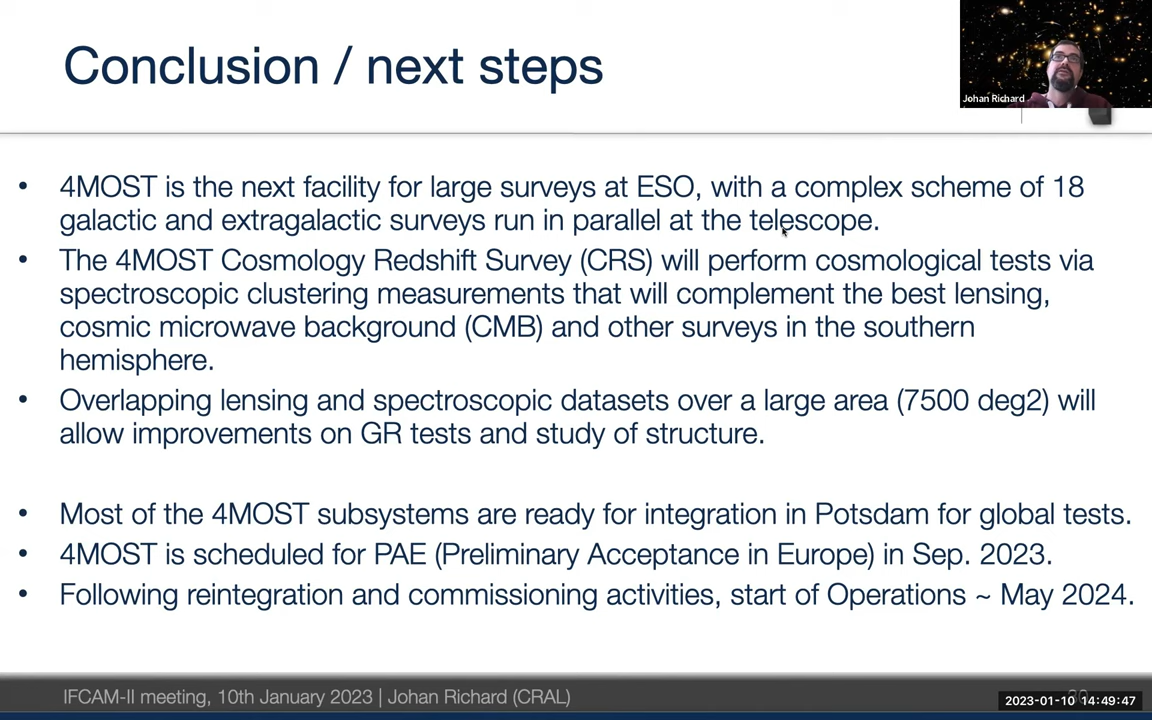 Conclusion / next steps
Johan Richard
• 4MOST is the next facility for large surveys at ESO, with a complex scheme of 18
galactic and extragalactic surveys run in parallel at the telescope.
• The 4MOST Cosmology Redshift Survey (CRS) will perform cosmological tests via
spectroscopic clustering measurements that will complement the best lensing,
cosmic microwave background (CMB) and other surveys in the southern
hemisphere.
• Overlapping lensing and spectroscopic datasets over a large area (7500 deg2) will
allow improvements on GR tests and study of structure.
• Most of the 4MOST subsystems are ready for integration in Potsdam for global tests.
• 4MOST is scheduled for PAE (Preliminary Acceptance in Europe) in Sep. 2023.
• Following reintegration and commissioning activities, start of Operations ~ May 2024.
IFCAM-II meeting, 10th January 2023 | Johan Richard (CRAL)
2023-01-10 14:49:47